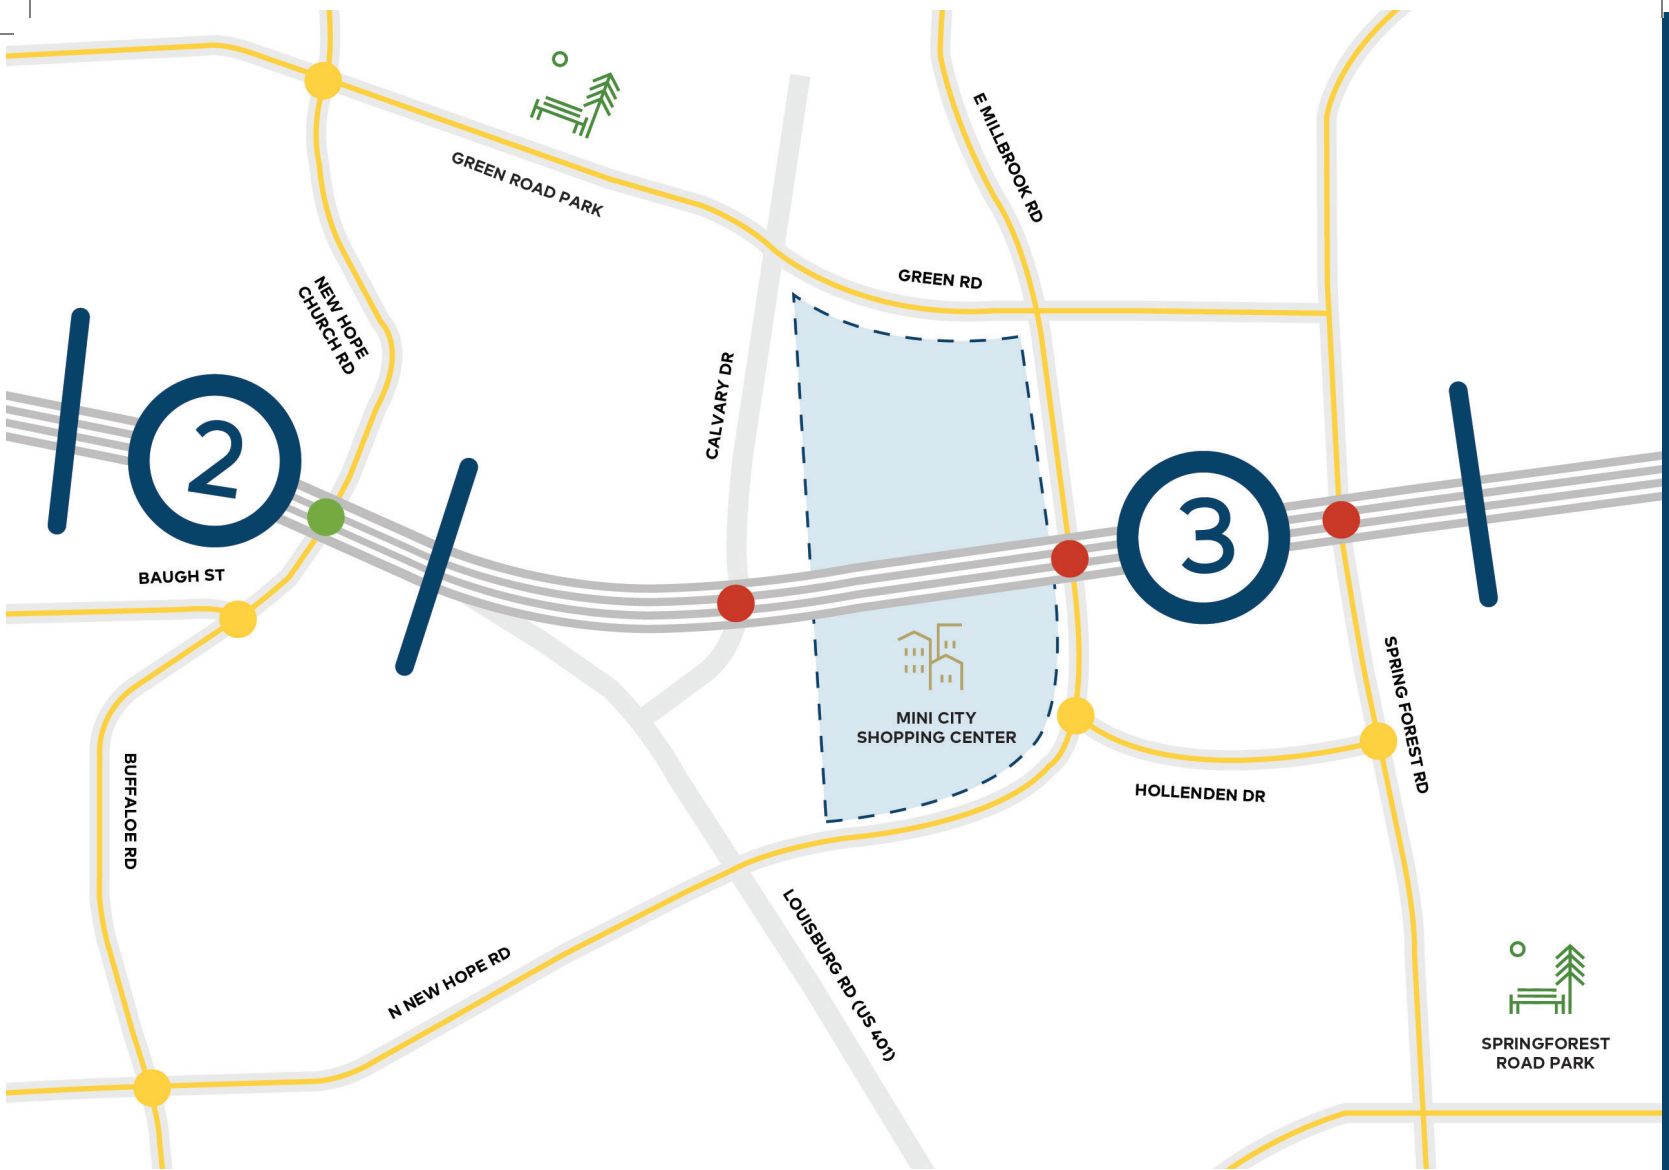 E MILLBROOK RD
GREEN ROAD PARK
GREEN RD
NEW HOPE
CHURCH RD
CALVARY DR
2
3
BAUGH ST
MINI CITY
SHOPPING CENTER
SPRING FOREST RD
BUFFALOE RD
HOLLENDEN DR
LOUISBURG RD (US 401)
N NEW HOPE RD
SPRINGFOREST
ROAD PARK